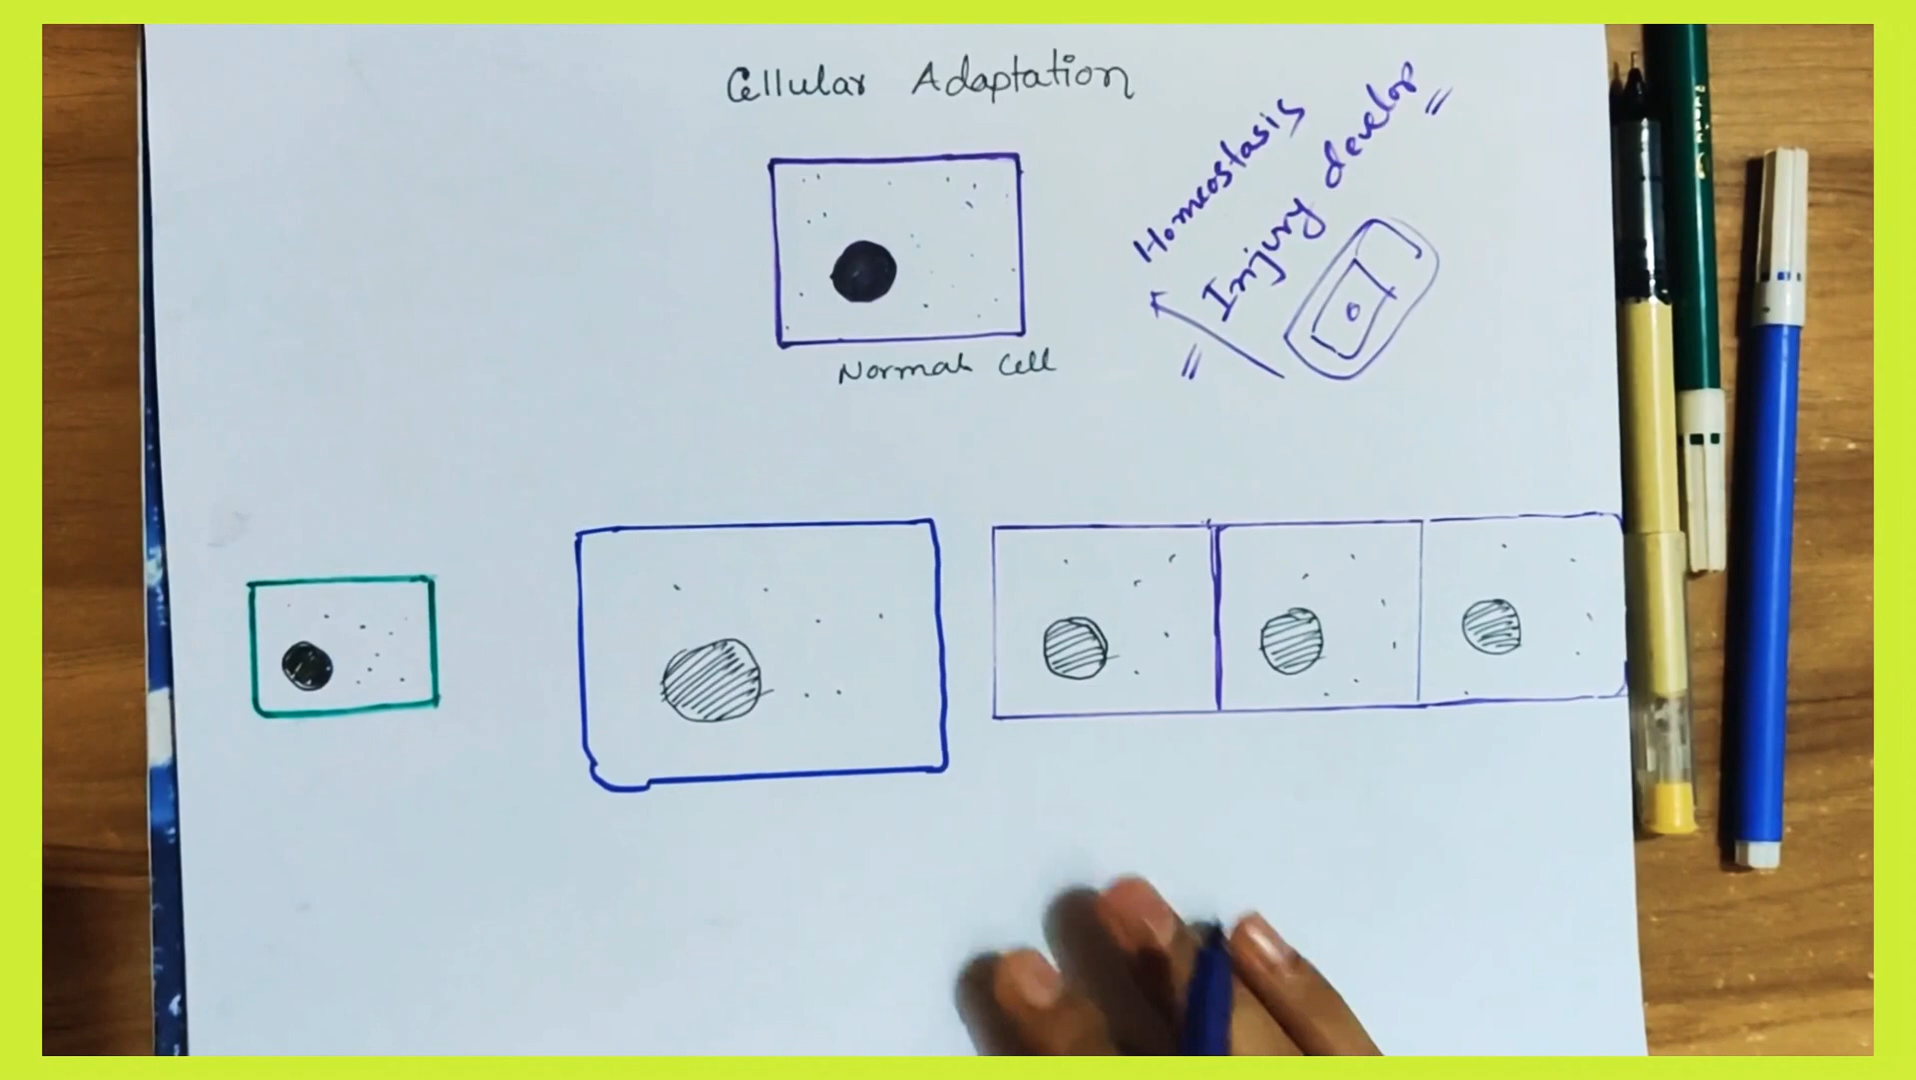 Cellular Adaptation
Homeostasis
Injury develop
Normal Cell